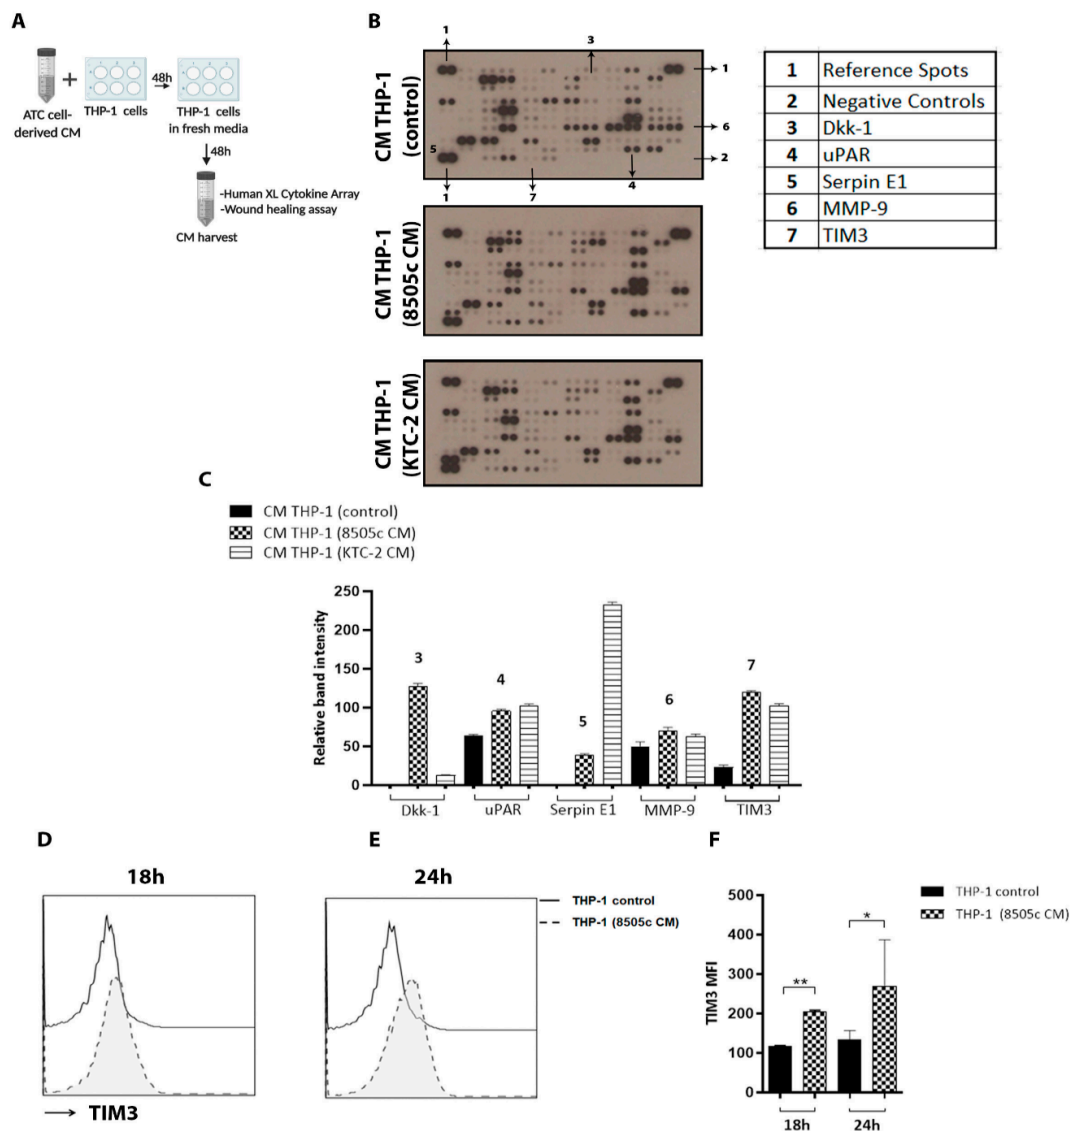 A
ATC cell-
derived CM
+
THP-1 cells
48h
THP-1 cells
in fresh media
48h
-Human XL Cytokine Array
-Wound healing assay
CM harvest
B
1
3
CM THP-1
(control)
1
6
2
5
1
7
4
CM THP-1
(8505c CM)
CM THP-1
(KTC-2 CM)
1 Reference Spots
2 Negative Controls
3 Dkk-1
4 uPAR
5 Serpin E1
6 MMP-9
7 TIM3
C
CM THP-1 (control)
CM THP-1 (8505c CM)
CM THP-1 (KTC-2 CM)
Relative band intensity
250
200
150
100
50
0
3
4
5
6
7
Dkk-1
uPAR
Serpin E1
MMP-9
TIM3
D
18h
TIM3
E
24h
THP-1 control
THP-1 (8505c CM)
F
THP-1 control
THP-1 (8505c CM)
TIM3 MFI
500
400
300
200
100
0
**
*
18h
24h